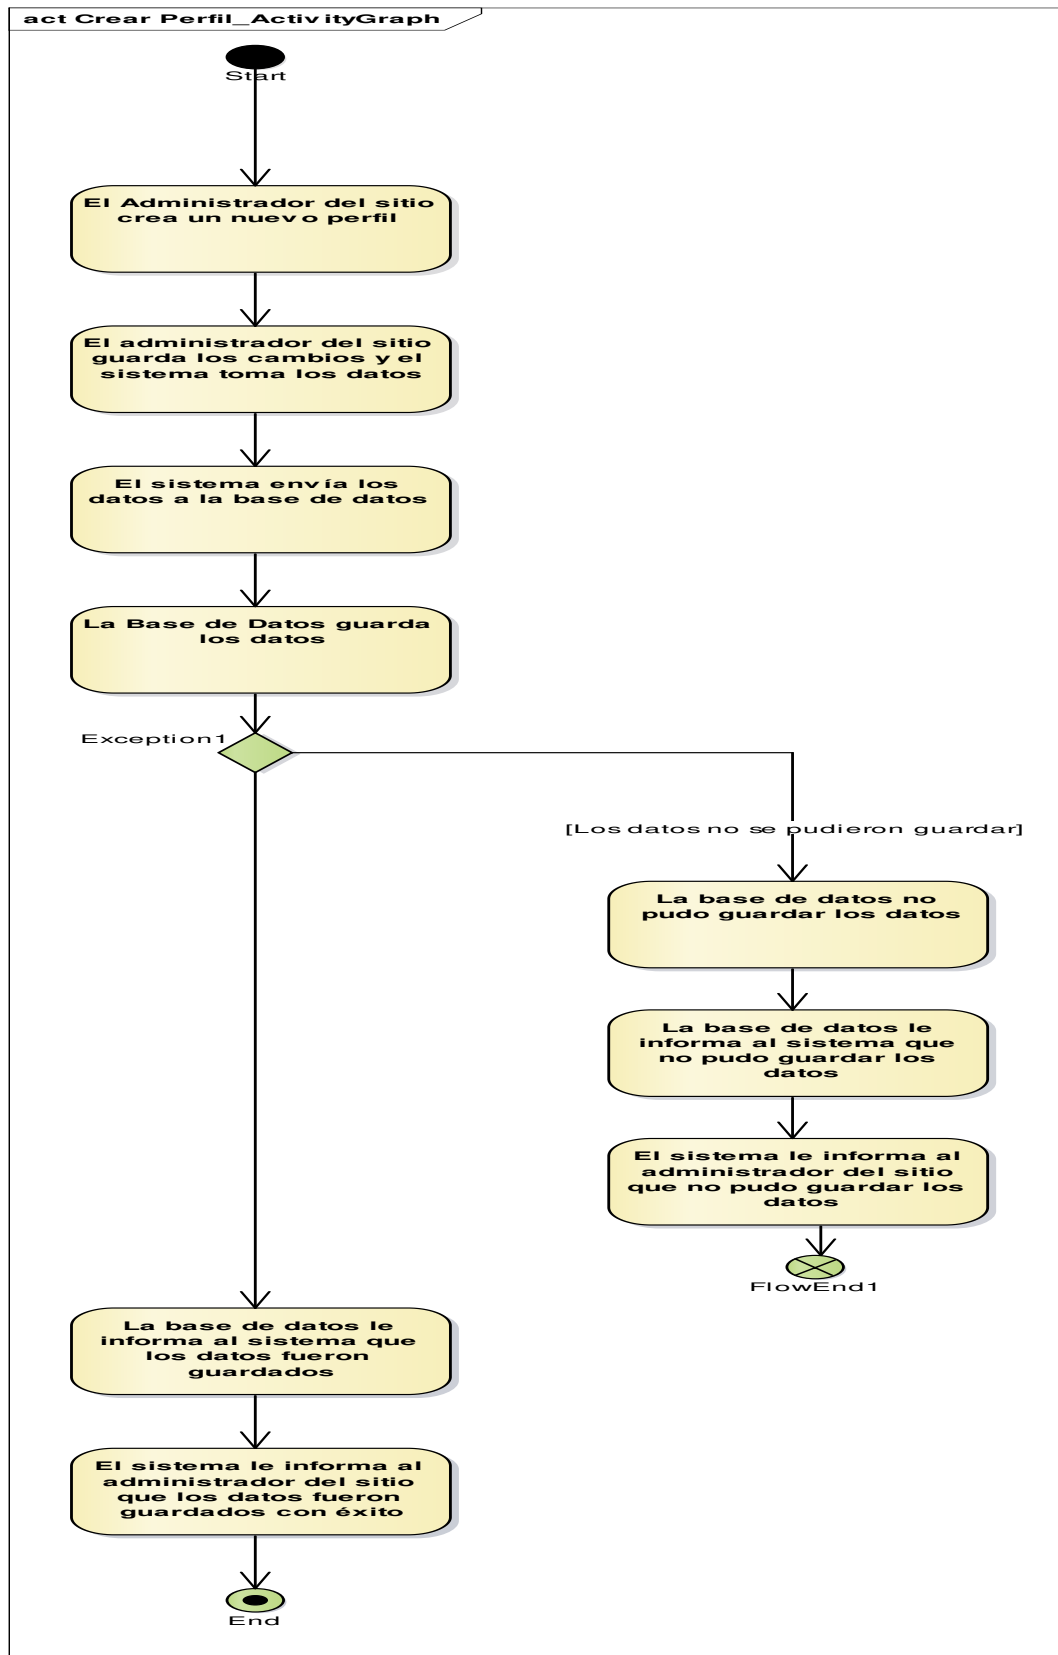 act Crear Perfil_ActivityGraph
Start
El Administrador del sitio
crea un nuevo perfil
El administrador del sitio
guarda los cambios y el
sistema toma los datos
El sistema envía los
datos a la base de datos
La Base de Datos guarda
los datos
Exception1
[Los datos no se pudieron guardar]
La base de datos no
pudo guardar los datos
La base de datos le
informa al sistema que
no pudo guardar los
datos
El sistema le informa al
administrador del sitio
que no pudo guardar los
datos
FlowEnd1
La base de datos le
informa al sistema que
los datos fueron
guardados
El sistema le informa al
administrador del sitio
que los datos fueron
guardados con éxito
End